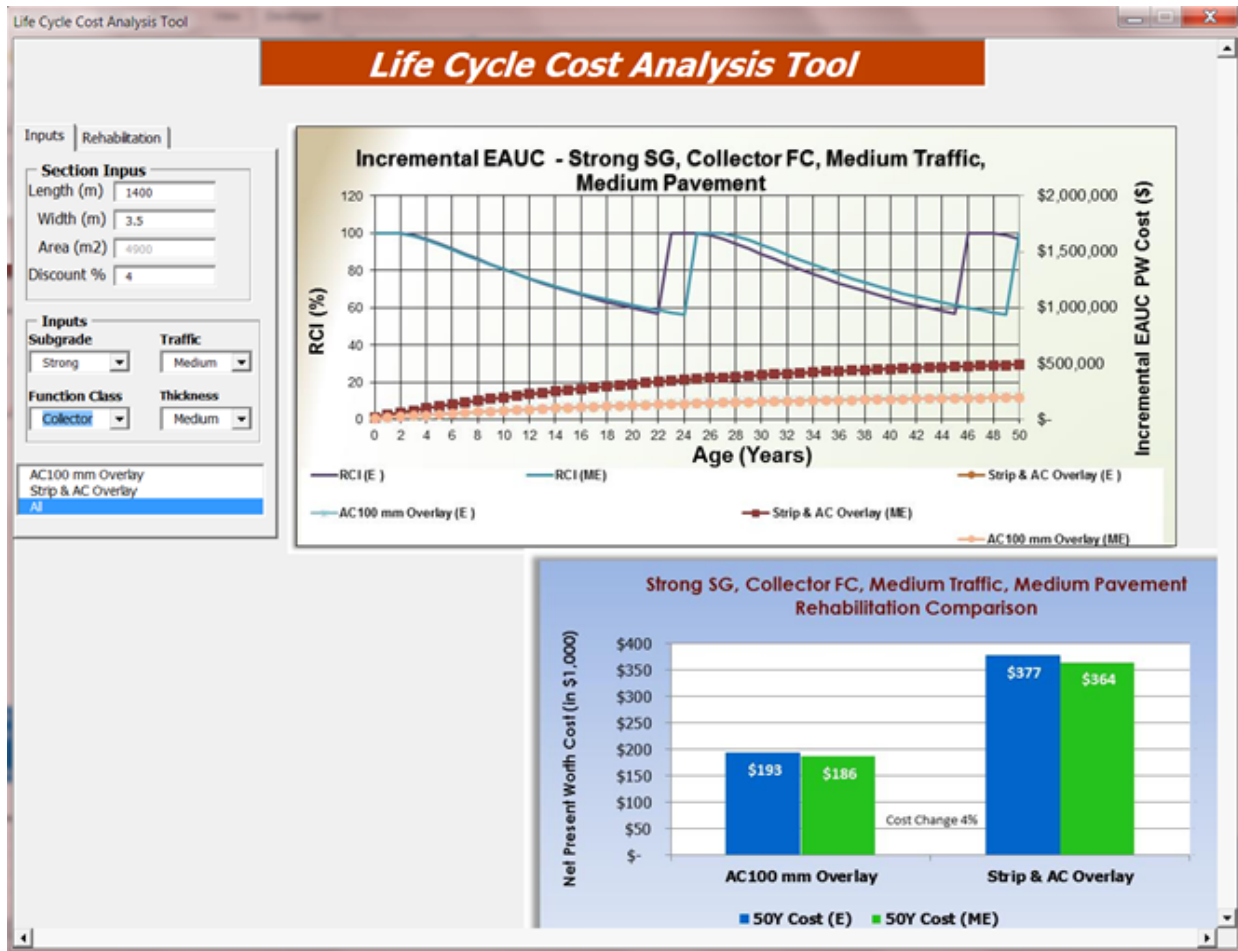 Life Cycle Cost Analysis Tool
Life Cycle Cost Analysis Tool
Inputs
Rehabilitation
Section Inpus
Length (m) 1400
Width (m) 3.5
Area (m2) 4900
Discount % 4
Inputs
Subgrade Traffic
Strong Medium
Function Class Thickness
Collector Medium
AC100 mm Overlay
Strip & AC Overlay
All
Incremental EAUC - Strong SG, Collector FC, Medium Traffic,
Medium Pavement
RCI (%)
120
100
80
60
40
20
0
$2,000,000
$1,500,000
$1,000,000
$500,000
$-
Incremental EAUC PW Cost ($)
0 2 4 6 8 10 12 14 16 18 20 22 24 26 28 30 32 34 36 38 40 42 44 46 48 50
Age (Years)
RCI (E ) RCI (ME) Strip & AC Overlay (E )
AC100 mm Overlay (E ) Strip & AC Overlay (ME)
AC100 mm Overlay (ME)
Strong SG, Collector FC, Medium Traffic, Medium Pavement
Rehabilitation Comparison
Net Present Worth Cost (in $1,000)
$400
$350
$300
$250
$200
$150
$100
$50
$-
$193
$186
$377
$364
Cost Change 4%
AC100 mm Overlay Strip & AC Overlay
50Y Cost (E) 50Y Cost (ME)